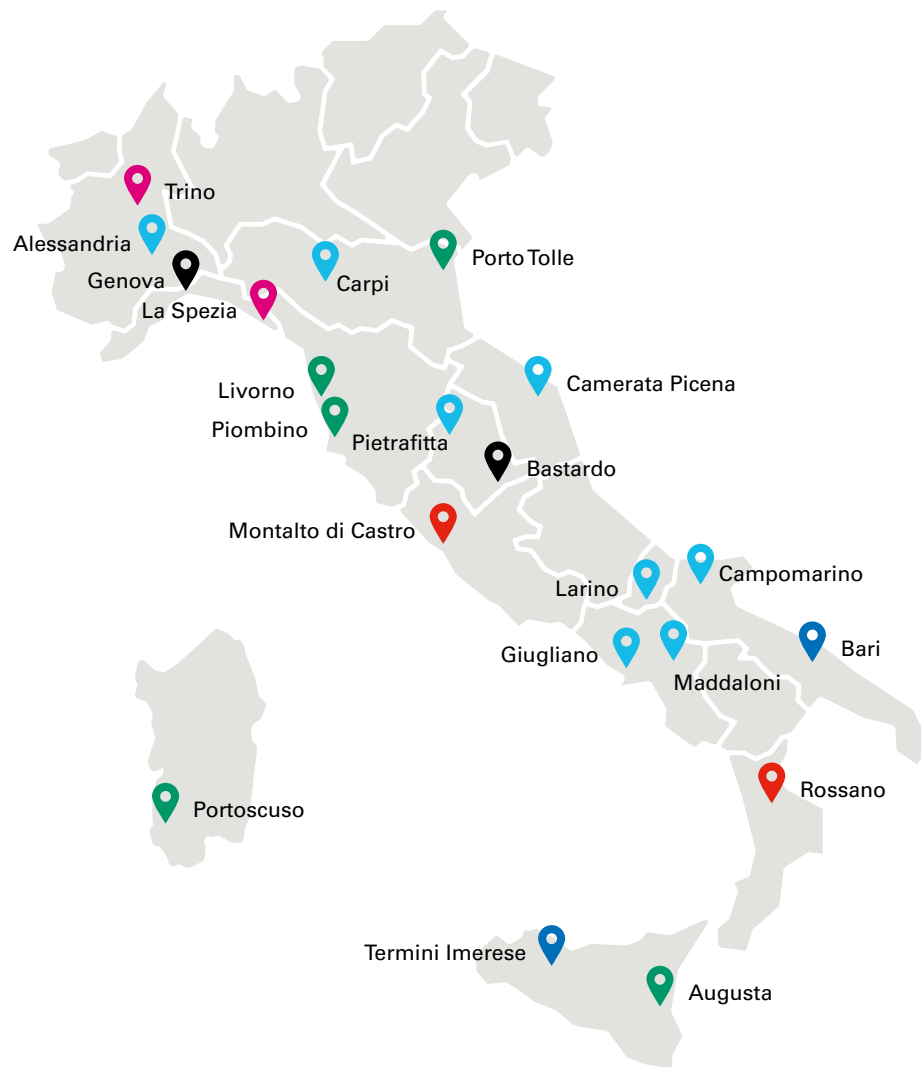 Trino
Alessandria
Genova
La Spezia
Carpi
Porto Tolle
Livorno
Piombino
Pietrafitta
Camerata Picena
Bastardo
Montalto di Castro
Larino
Campomarino
Giugliano
Maddaloni
Bari
Portoscuso
Rossano
Termini Imerese
Augusta